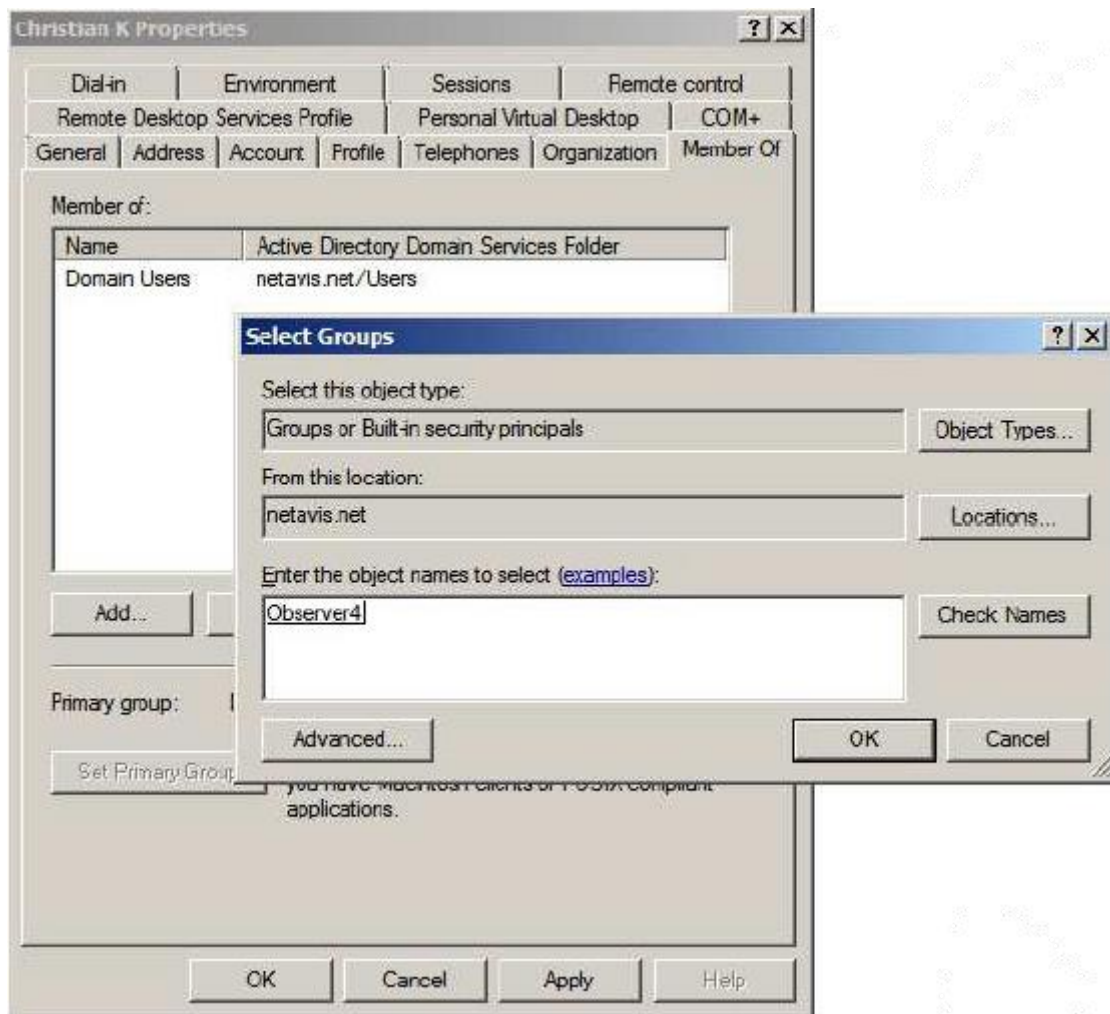 Christian K Properties
Dial-in Environment Sessions Remote control
Remote Desktop Services Profile Personal Virtual Desktop COM+
General Address Account Profile Telephones Organization Member Of
Member of:
Name Active Directory Domain Services Folder
Domain Users netavis.net/Users
Select Groups
Select this object type:
Groups or Built-in security principals Object Types...
From this location:
netavis.net Locations...
Enter the object names to select (examples):
Observer4 Check Names
Add...
Primary group:
Advanced... OK Cancel
Set Primary Group
applications.
OK Cancel Apply Help